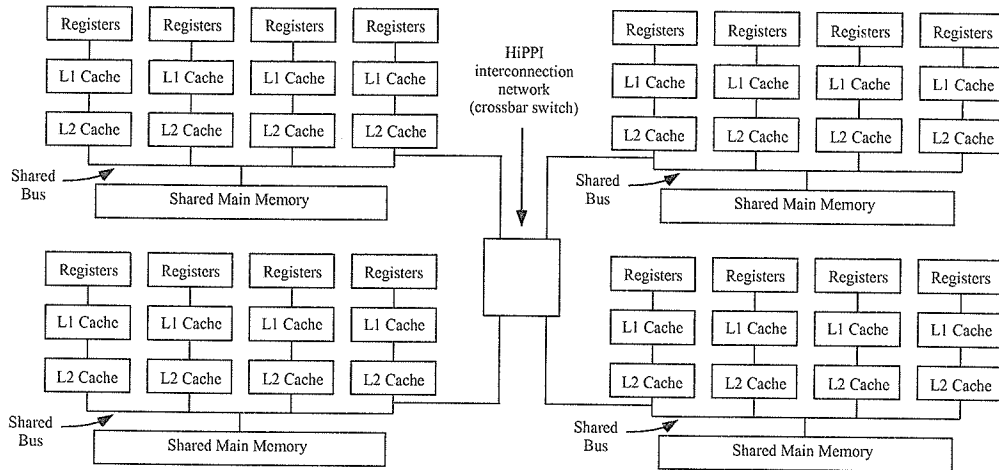 Registers Registers Registers Registers
L1 Cache L1 Cache L1 Cache L1 Cache
L2 Cache L2 Cache L2 Cache L2 Cache
Shared
Bus
Shared Main Memory
HiPPI
interconnection
network
(crossbar switch)
Registers Registers Registers Registers
L1 Cache L1 Cache L1 Cache L1 Cache
L2 Cache L2 Cache L2 Cache L2 Cache
Shared
Bus
Shared Main Memory
Registers Registers Registers Registers
L1 Cache L1 Cache L1 Cache L1 Cache
L2 Cache L2 Cache L2 Cache L2 Cache
Shared
Bus
Shared Main Memory
Registers Registers Registers Registers
L1 Cache L1 Cache L1 Cache L1 Cache
L2 Cache L2 Cache L2 Cache L2 Cache
Shared
Bus
Shared Main Memory